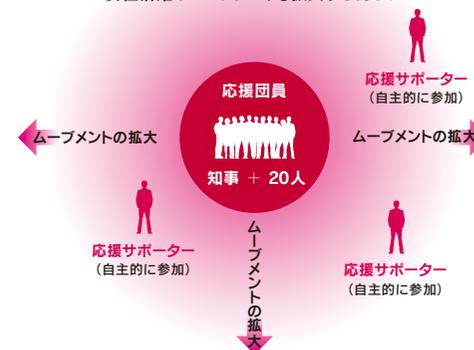 応援サポーター
（自主的に参加）
応援団員
知事 + 20人
ムーブメントの拡大
ムーブメントの拡大
応援サポーター
（自主的に参加）
ムーブメントの拡大
応援サポーター
（自主的に参加）